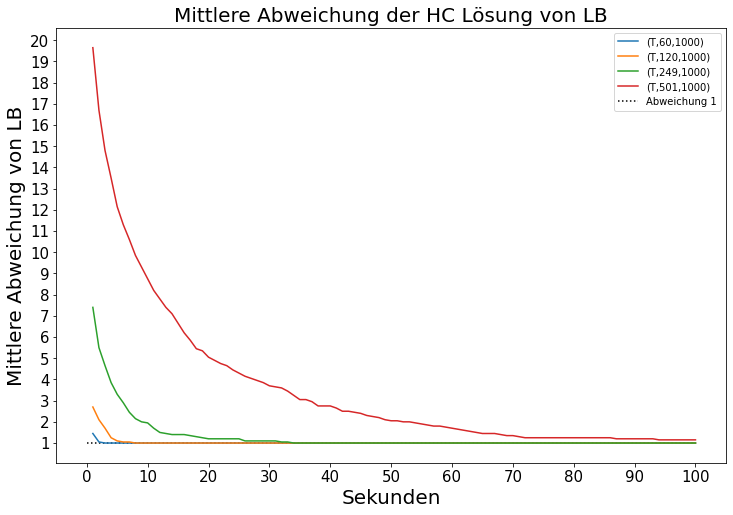 Mittlere Abweichung der HC Lösung von LB
(T,60,1000)
(T,120,1000)
(T,249,1000)
(T,501,1000)
Abweichung 1
Mittlere Abweichung von LB
20
19
18
17
16
15
14
13
12
11
10
9
8
7
6
5
4
3
2
1
0 10 20 30 40 50 60 70 80 90 100
Sekunden